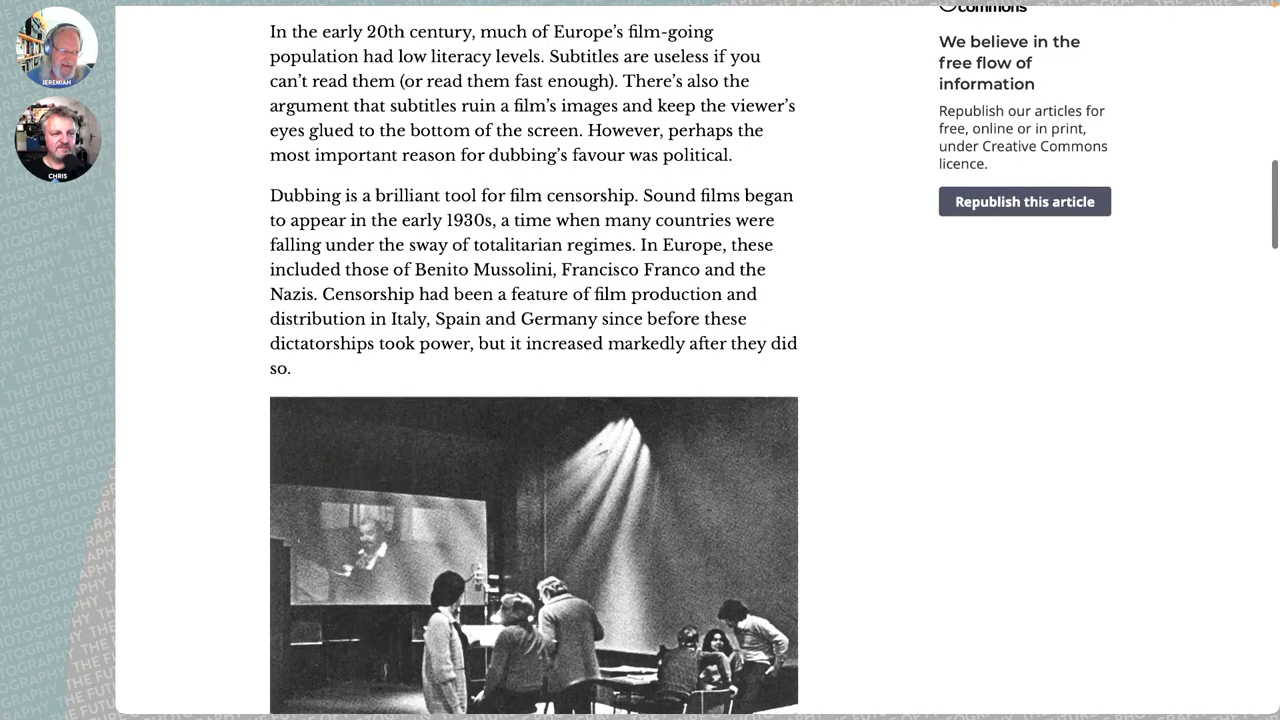 In the early 20th century, much of Europe’s film-going
population had low literacy levels. Subtitles are useless if you
can’t read them (or read them fast enough). There’s also the
argument that subtitles ruin a film’s images and keep the viewer’s
eyes glued to the bottom of the screen. However, perhaps the
most important reason for dubbing’s favour was political.
Dubbing is a brilliant tool for film censorship. Sound films began
to appear in the early 1930s, a time when many countries were
falling under the sway of totalitarian regimes. In Europe, these
included those of Benito Mussolini, Francisco Franco and the
Nazis. Censorship had been a feature of film production and
distribution in Italy, Spain and Germany since before these
dictatorships took power, but it increased markedly after they did
so.
commons
We believe in the
free flow of
information
Republish our articles for
free, online or in print,
under Creative Commons
licence.
Republish this article
JEREMIAH
CHRIS